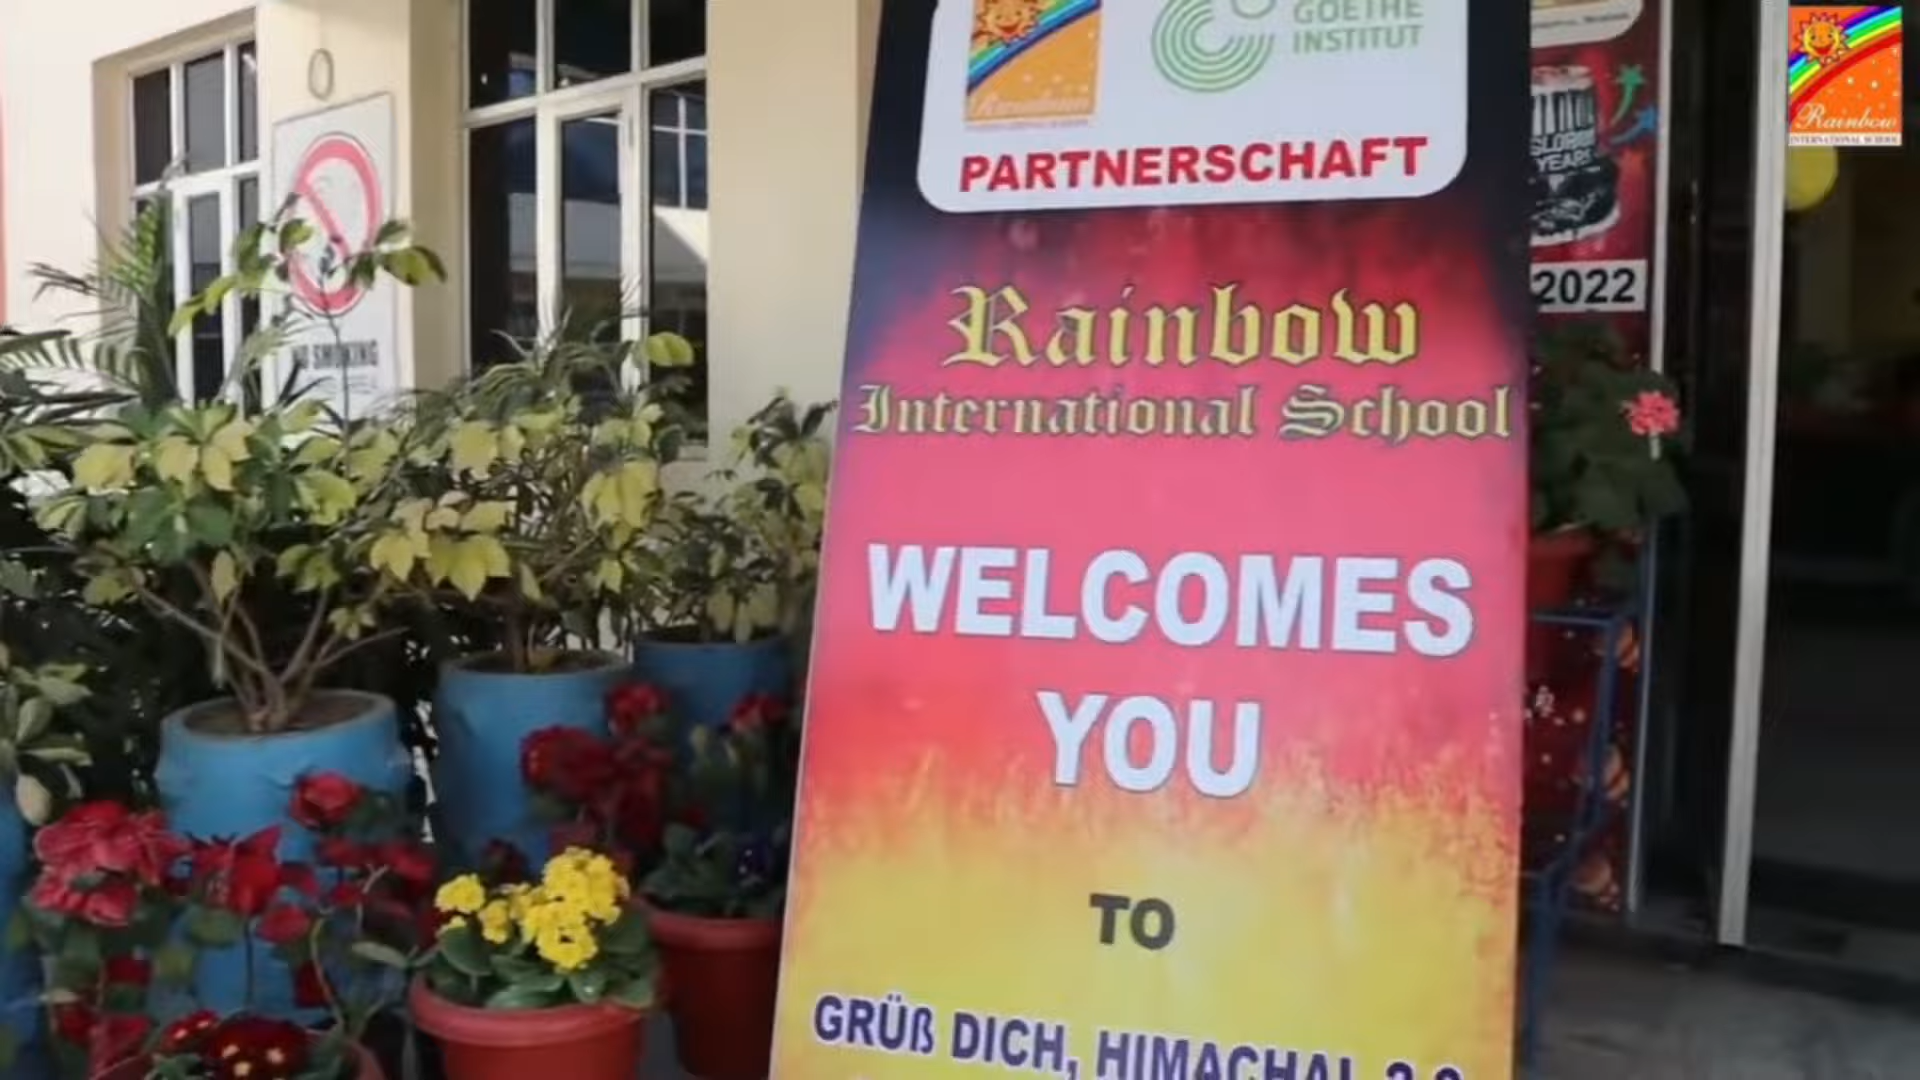 GOETHE
INSTITUT
PARTNERSCHAFT
Rainbow
International School
WELCOMES
YOU
TO
GRÜß DICH, HIMACHAL
YEARS
2022
NO SMOKING
Rainbow
INTERNATIONAL SCHOOL